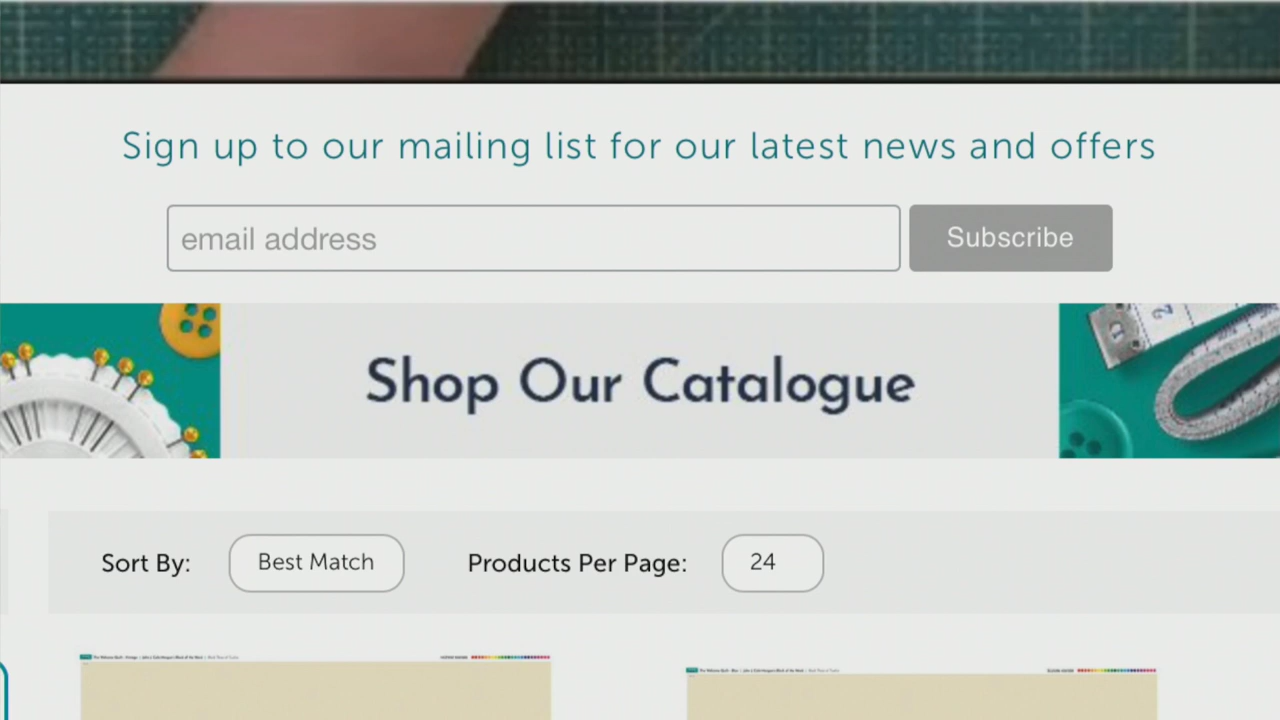 Sign up to our mailing list for our latest news and offers
email address
Subscribe
Shop Our Catalogue
Sort By: Best Match Products Per Page: 24